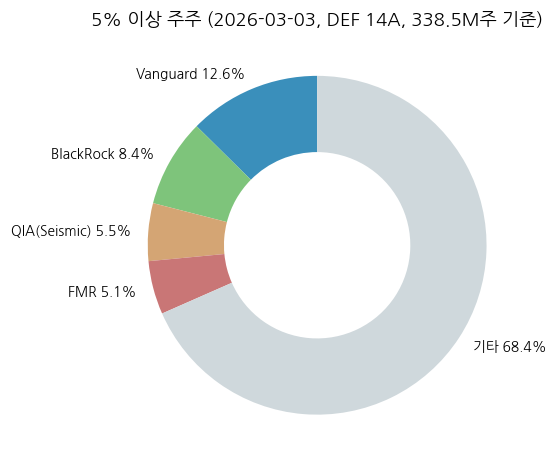 5% 이상 주주 (2026-03-03, DEF 14A, 338.5M주 기준)
Vanguard 12.6%
BlackRock 8.4%
QIA(Seismic) 5.5%
FMR 5.1%
기타 68.4%